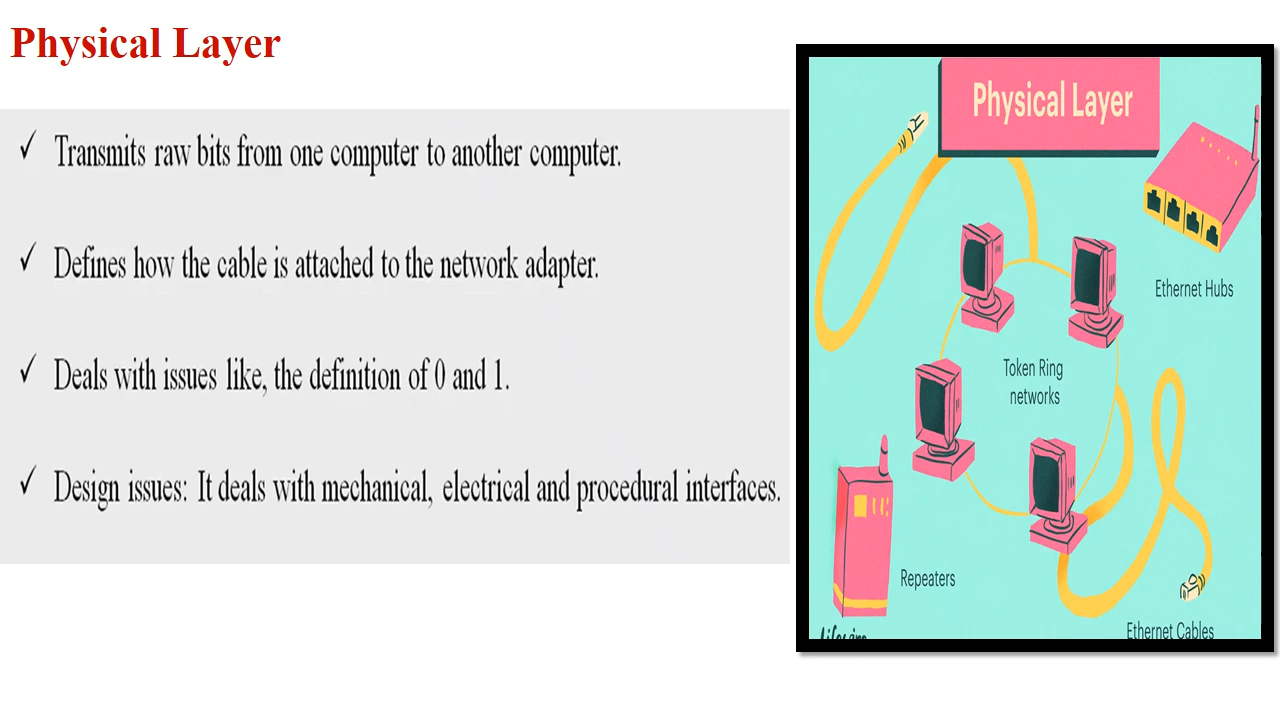 Physical Layer
✓ Transmits raw bits from one computer to another computer.
✓ Defines how the cable is attached to the network adapter.
✓ Deals with issues like, the definition of 0 and 1.
✓ Design issues: It deals with mechanical, electrical and procedural interfaces.
Physical Layer
Ethernet Hubs
Token Ring
networks
Repeaters
Ethernet Cables